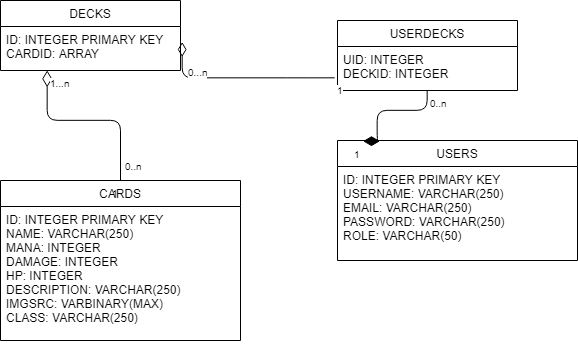 DECKS
ID: INTEGER PRIMARY KEY
CARDID: ARRAY
1...n
0...n
0..n
USERDECKS
UID: INTEGER
DECKID: INTEGER
1
0..n
1
USERS
ID: INTEGER PRIMARY KEY
USERNAME: VARCHAR(250)
EMAIL: VARCHAR(250)
PASSWORD: VARCHAR(250)
ROLE: VARCHAR(50)
CARDS
1
ID: INTEGER PRIMARY KEY
NAME: VARCHAR(250)
MANA: INTEGER
DAMAGE: INTEGER
HP: INTEGER
DESCRIPTION: VARCHAR(250)
IMGSRC: VARBINARY(MAX)
CLASS: VARCHAR(250)